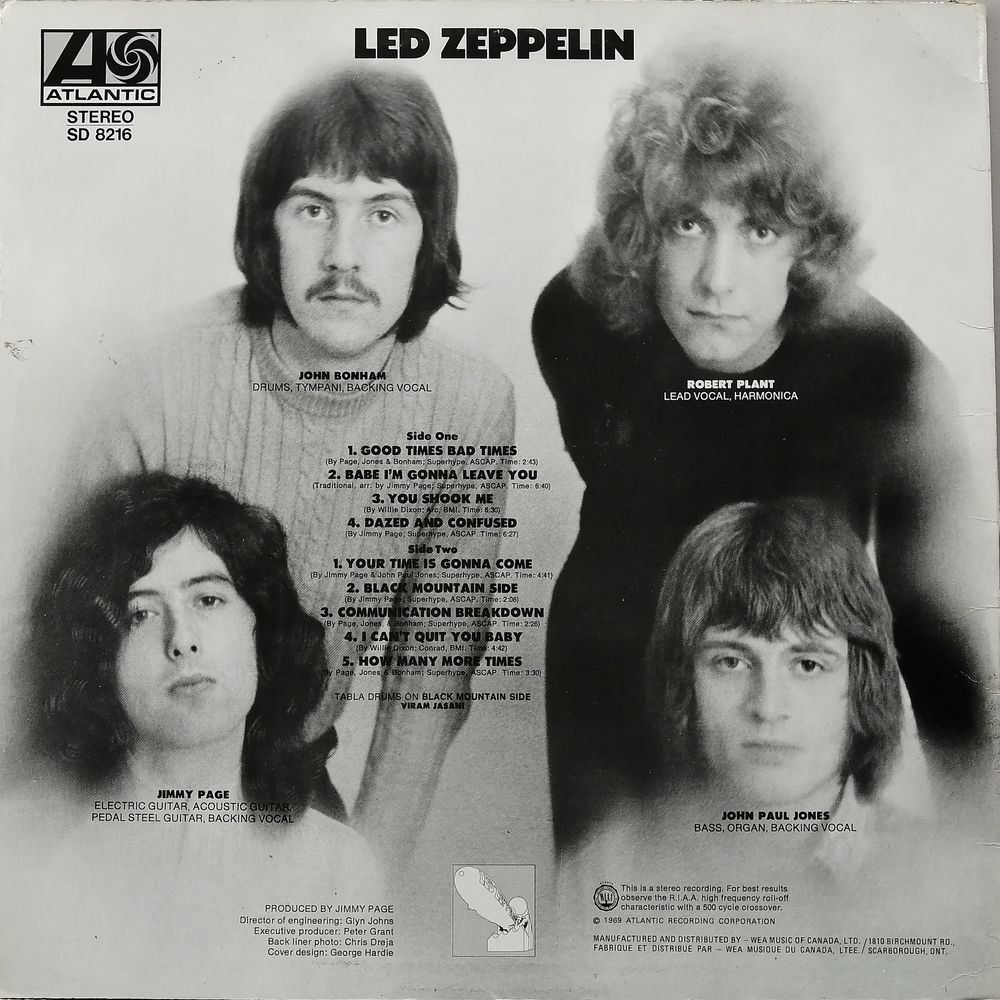 LED ZEPPELIN
ATLANTIC
STEREO
SD 8216
JOHN BONHAM
DRUMS, TYMPANI, BACKING VOCAL
ROBERT PLANT
LEAD VOCAL, HARMONICA
Side One
1. GOOD TIMES BAD TIMES
(By Page, Jones & Bonham; Superhype, ASCAP. Time: 2:43)
2. BABE I'M GONNA LEAVE YOU
(Traditional, arr. by Jimmy Page; Superhype, ASCAP. Time: 6:40)
3. YOU SHOOK ME
(By Willie Dixon; Arc, BMI. Time: 6:30)
4. DAZED AND CONFUSED
(By Jimmy Page; Superhype, ASCAP. Time: 6:27)
Side Two
1. YOUR TIME IS GONNA COME
(By Jimmy Page & John Paul Jones; Superhype, ASCAP. Time: 4:41)
2. BLACK MOUNTAIN SIDE
(By Jimmy Page; Superhype, ASCAP. Time: 2:06)
3. COMMUNICATION BREAKDOWN
(By Page, Jones & Bonham; Superhype, ASCAP. Time: 2:26)
4. I CAN'T QUIT YOU BABY
(By Willie Dixon; Conrad, BMI. Time: 4:42)
5. HOW MANY MORE TIMES
(By Page, Jones & Bonham; Superhype, ASCAP. Time: 3:30)
TABLA DRUMS ON BLACK MOUNTAIN SIDE
VIRAM JASANI
JIMMY PAGE
ELECTRIC GUITAR, ACOUSTIC GUITAR,
PEDAL STEEL GUITAR, BACKING VOCAL
JOHN PAUL JONES
BASS, ORGAN, BACKING VOCAL
PRODUCED BY JIMMY PAGE
Director of engineering: Glyn Johns
Executive producer: Peter Grant
Back liner photo: Chris Dreja
Cover design: George Hardie
This is a stereo recording. For best results
observe the R.I.A.A. high frequency roll-off
characteristic with a 500 cycle crossover.
© 1969 ATLANTIC RECORDING CORPORATION
MANUFACTURED AND DISTRIBUTED BY – WEA MUSIC OF CANADA, LTD. / 1810 BIRCHMOUNT RD.,
FABRIQUE ET DISTRIBUE PAR – WEA MUSIQUE DU CANADA, LTEE. / SCARBOROUGH, ONT.